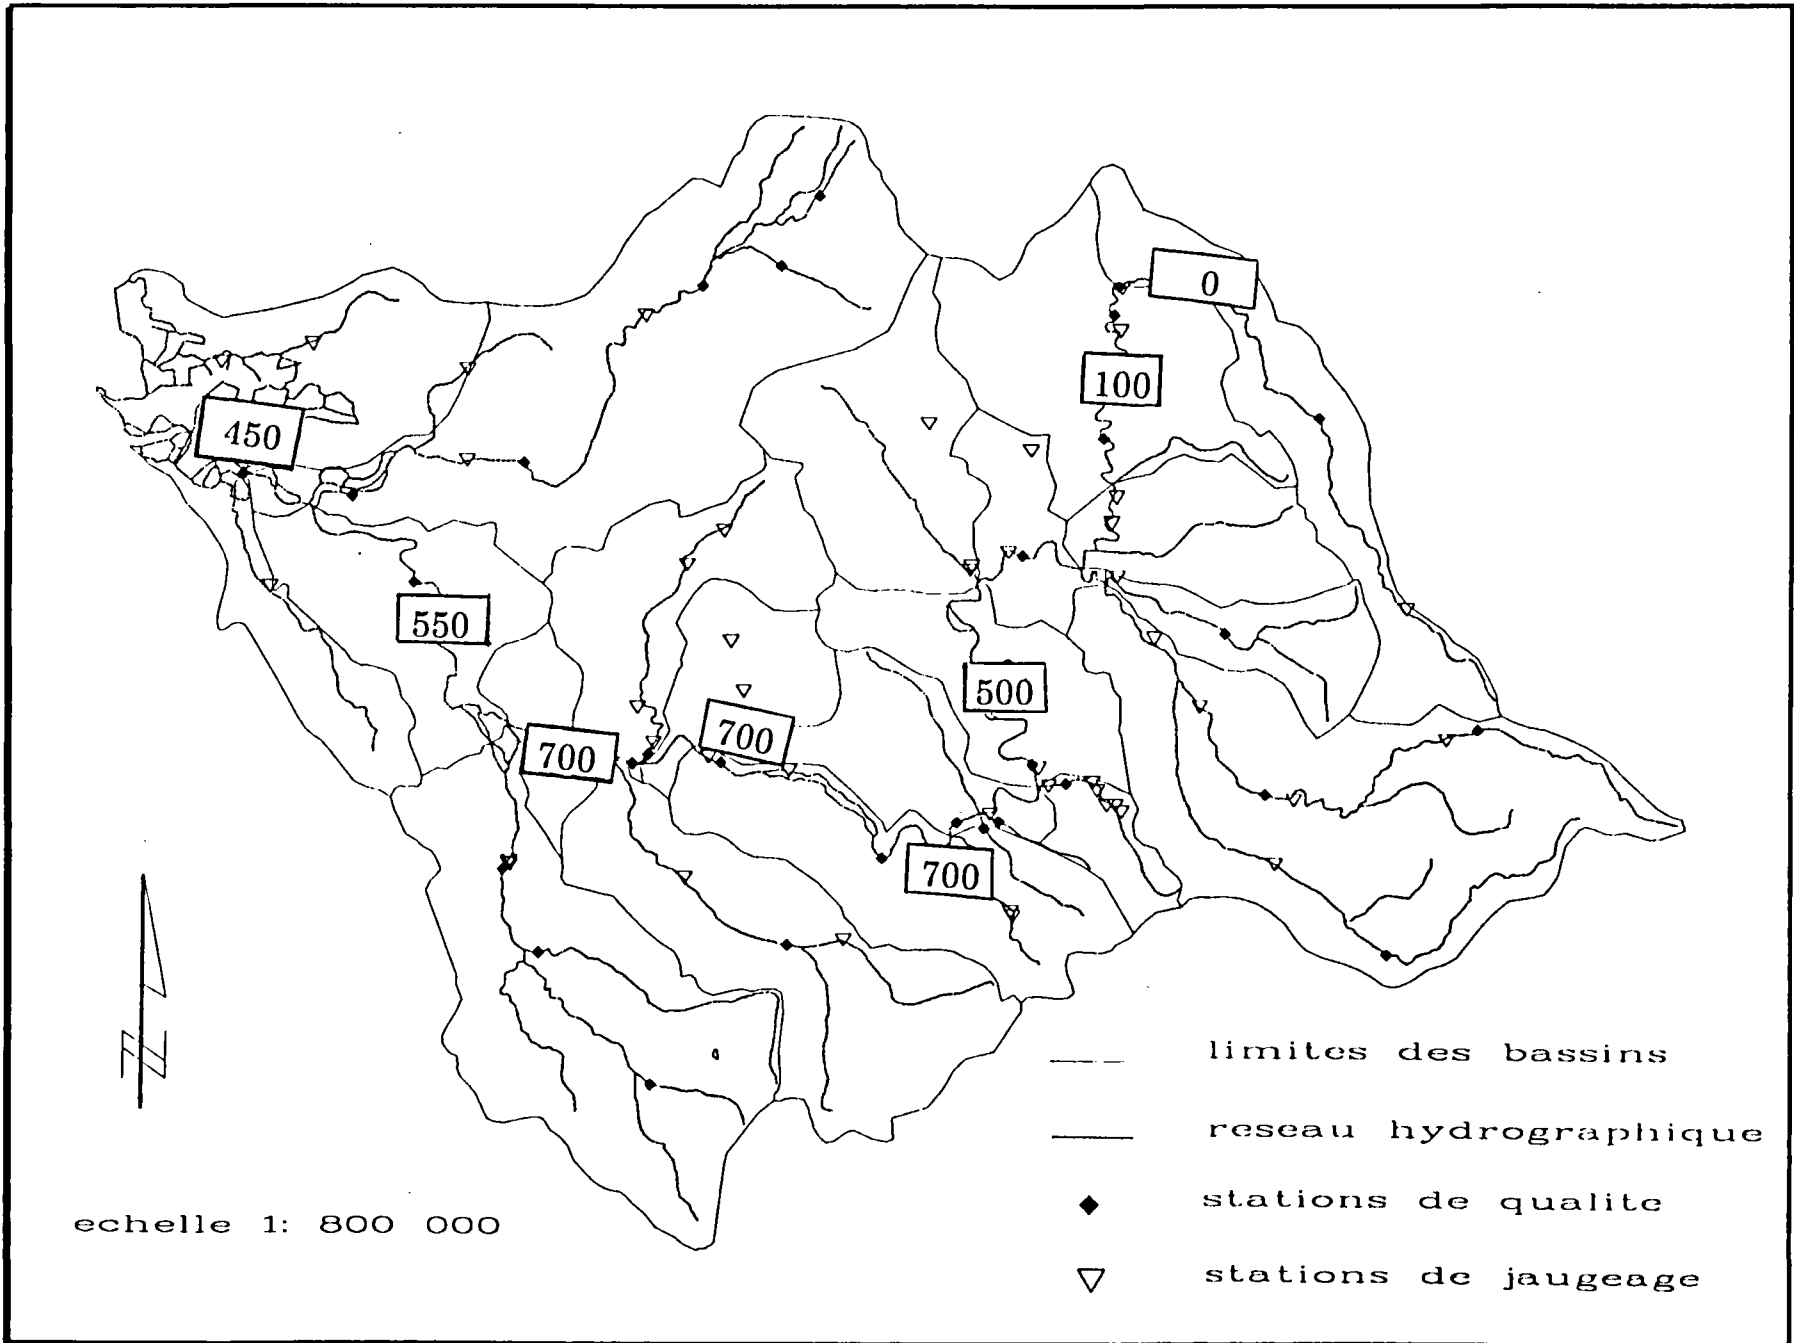 0
100
450
550
500
700
700
700
limites des bassins
reseau hydrographique
stations de qualite
echelle 1: 800 000
stations de jaugeage